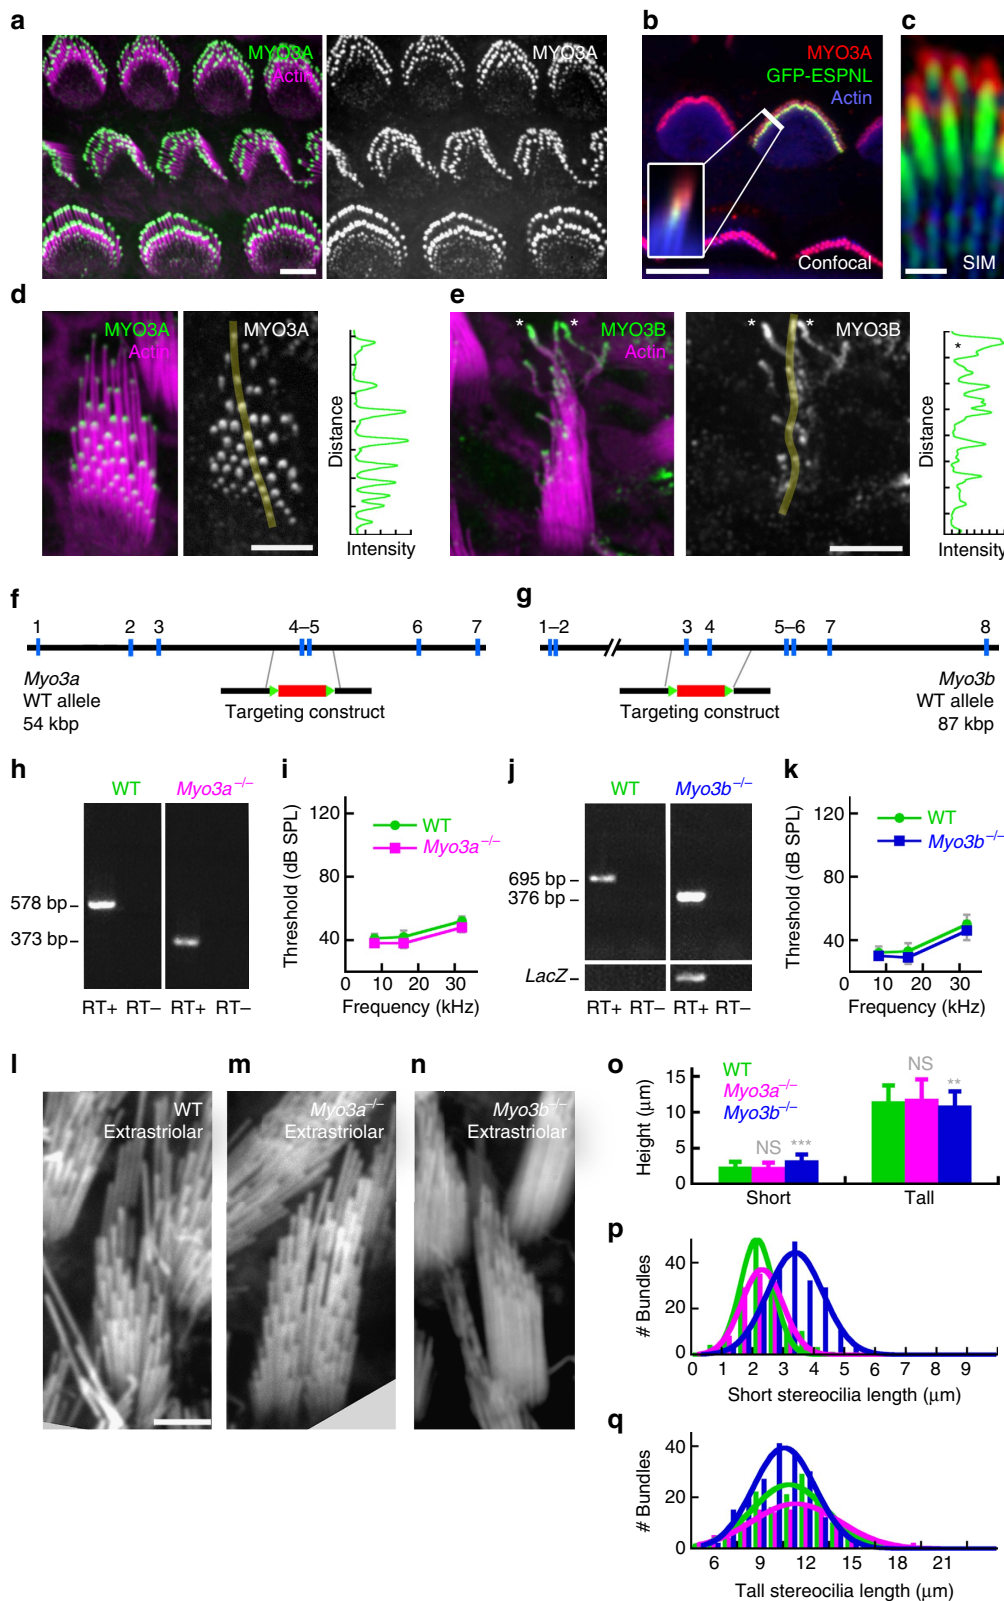 a
MYO3A
Actin
MYO3A
b
MYO3A
GFP-ESPNL
Actin
Confocal
c
SIM
d
MYO3A
Actin
MYO3A
Distance
Intensity
e
* *
MYO3B
Actin
* *
MYO3B
*
Distance
Intensity
f
1 2 3 4–5 6 7
Myo3a
WT allele
54 kbp
Targeting construct
g
1–2 3 4 5–6 7 8
Myo3b
WT allele
87 kbp
Targeting construct
h
WT Myo3a–/–
578 bp
373 bp
RT+ RT– RT+ RT–
i
Threshold (dB SPL)
120
80
40
WT
Myo3a–/–
0 10 20 30
Frequency (kHz)
j
WT Myo3b–/–
695 bp
376 bp
LacZ
RT+ RT– RT+ RT–
k
Threshold (dB SPL)
120
80
40
WT
Myo3b–/–
0 10 20 30
Frequency (kHz)
l
WT
Extrastriolar
m
Myo3a–/–
Extrastriolar
n
Myo3b–/–
Extrastriolar
o
Height (μm)
15
10
5
0
WT
Myo3a–/–
Myo3b–/–
NS ***
NS **
Short Tall
p
# Bundles
40
20
0
0 1 2 3 4 5 6 7 8 9
Short stereocilia length (μm)
q
# Bundles
40
20
0
6 9 12 15 18 21
Tall stereocilia length (μm)